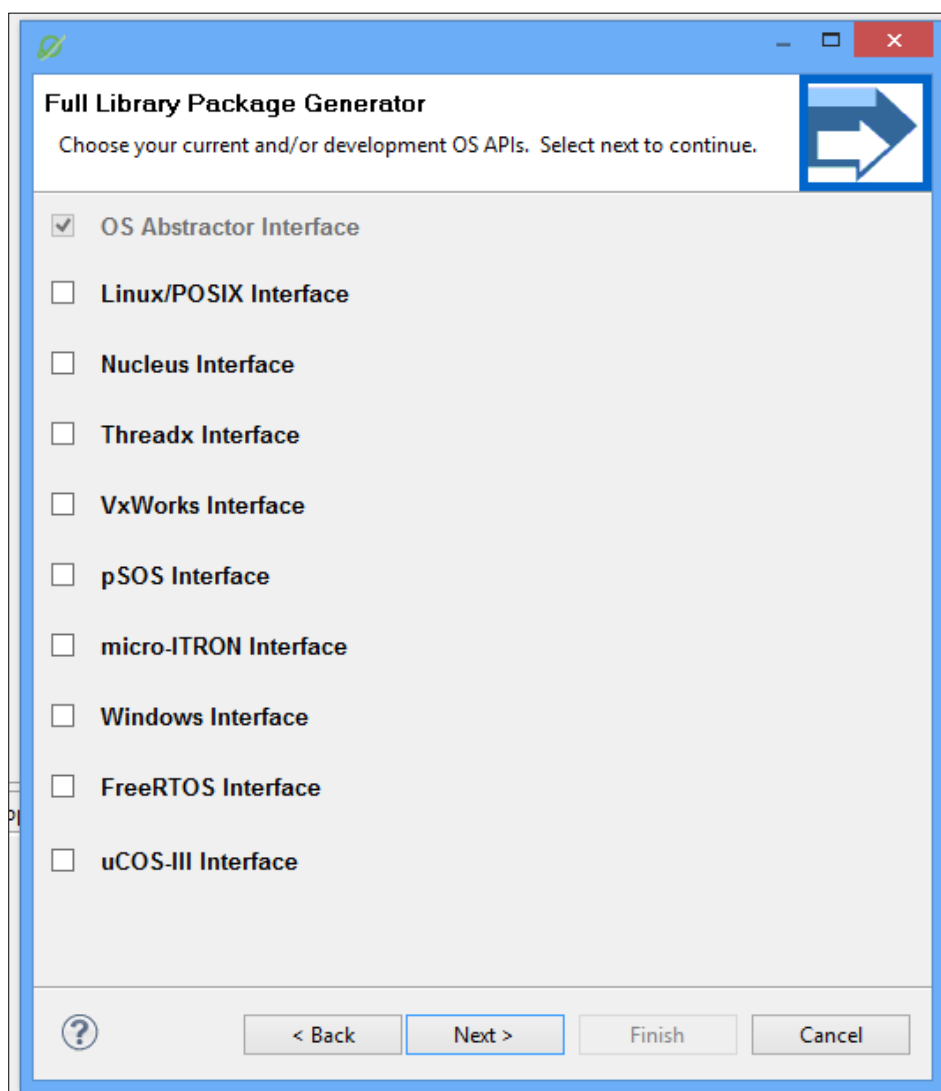 Full Library Package Generator
Choose your current and/or development OS APIs.  Select next to continue.
OS Abstractor Interface
Linux/POSIX Interface
Nucleus Interface
Threadx Interface
VxWorks Interface
pSOS Interface
micro-ITRON Interface
Windows Interface
FreeRTOS Interface
uCOS-III Interface
? < Back Next > Finish Cancel